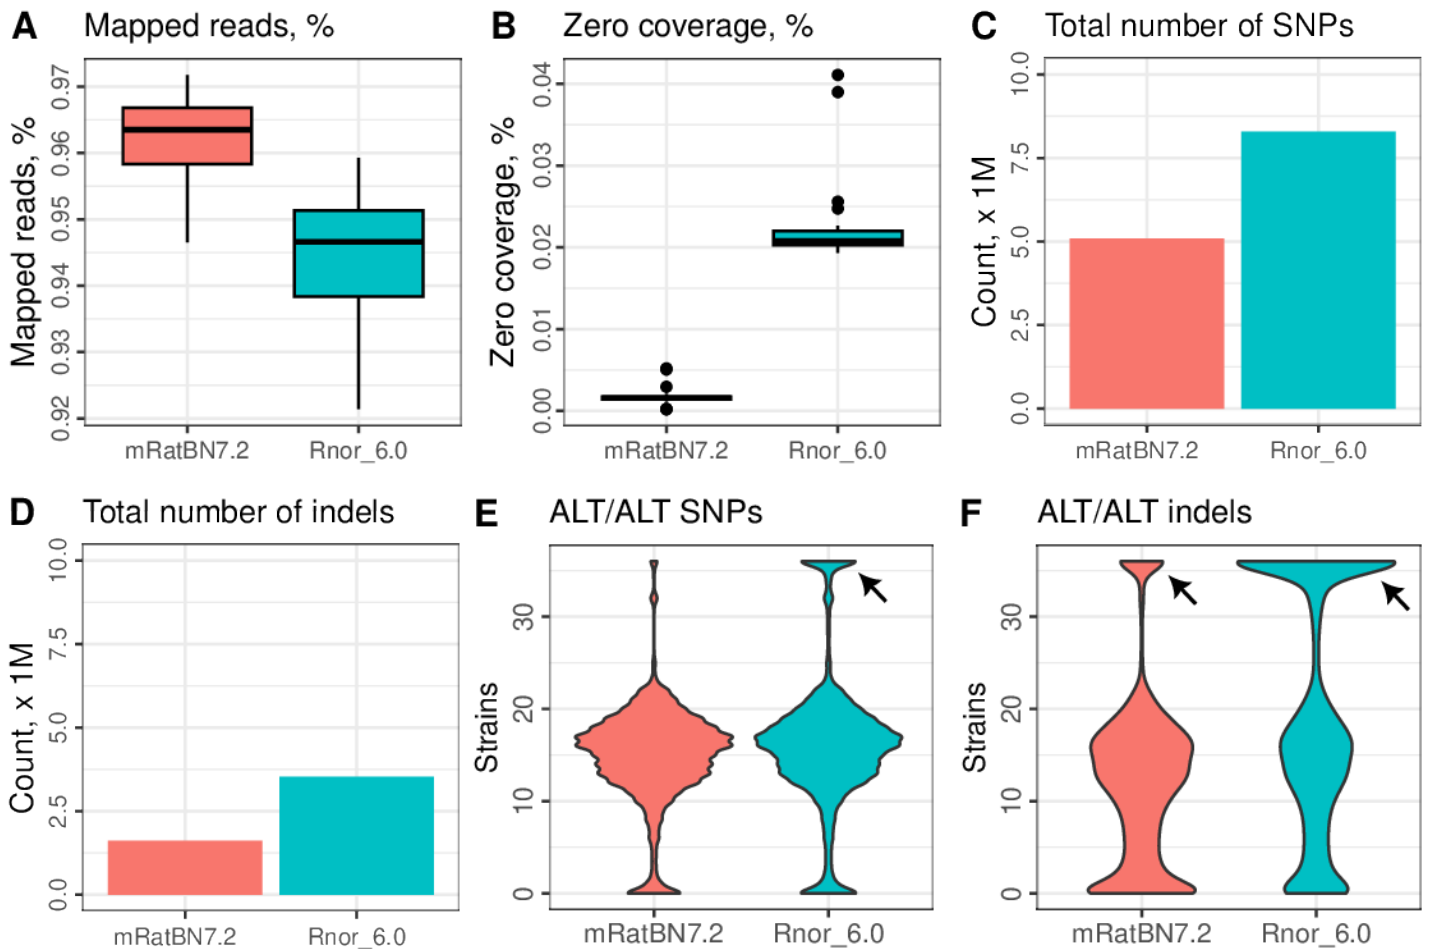 A Mapped reads, %
Mapped reads, %
0.97
0.96
0.95
0.94
0.93
0.92
mRatBN7.2 Rnor_6.0
B Zero coverage, %
Zero coverage, %
0.04
0.03
0.02
0.01
0.00
mRatBN7.2 Rnor_6.0
C Total number of SNPs
Count, x 1M
10.0
7.5
5.0
2.5
0.0
mRatBN7.2 Rnor_6.0
D Total number of indels
Count, x 1M
10.0
7.5
5.0
2.5
0.0
mRatBN7.2 Rnor_6.0
E ALT/ALT SNPs
Strains
30
20
10
0
mRatBN7.2 Rnor_6.0
F ALT/ALT indels
Strains
30
20
10
0
mRatBN7.2 Rnor_6.0